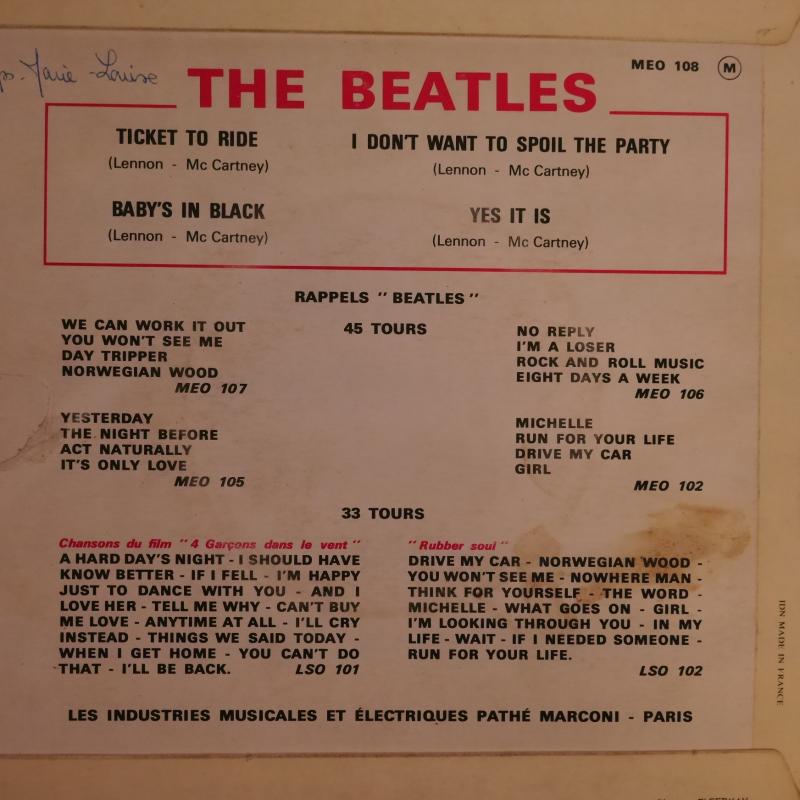 Marie-Louise
MEO 108 M
THE BEATLES
TICKET TO RIDE
(Lennon - Mc Cartney)
I DON'T WANT TO SPOIL THE PARTY
(Lennon - Mc Cartney)
BABY'S IN BLACK
(Lennon - Mc Cartney)
YES IT IS
(Lennon - Mc Cartney)
RAPPELS "BEATLES"
45 TOURS
WE CAN WORK IT OUT
YOU WON'T SEE ME
DAY TRIPPER
NORWEGIAN WOOD
MEO 107
YESTERDAY
THE NIGHT BEFORE
ACT NATURALLY
IT'S ONLY LOVE
MEO 105
NO REPLY
I'M A LOSER
ROCK AND ROLL MUSIC
EIGHT DAYS A WEEK
MEO 106
MICHELLE
RUN FOR YOUR LIFE
DRIVE MY CAR
GIRL
MEO 102
33 TOURS
Chansons du film "4 Garçons dans le vent"
A HARD DAY'S NIGHT - I SHOULD HAVE
KNOW BETTER - IF I FELL - I'M HAPPY
JUST TO DANCE WITH YOU - AND I
LOVE HER - TELL ME WHY - CAN'T BUY
ME LOVE - ANYTIME AT ALL - I'LL CRY
INSTEAD - THINGS WE SAID TODAY -
WHEN I GET HOME - YOU CAN'T DO
THAT - I'LL BE BACK. LSO 101
"Rubber soul"
DRIVE MY CAR - NORWEGIAN WOOD -
YOU WON'T SEE ME - NOWHERE MAN -
THINK FOR YOURSELF - THE WORD -
MICHELLE - WHAT GOES ON - GIRL -
I'M LOOKING THROUGH YOU - IN MY
LIFE - WAIT - IF I NEEDED SOMEONE -
RUN FOR YOUR LIFE.
LSO 102
LES INDUSTRIES MUSICALES ET ÉLECTRIQUES PATHÉ MARCONI - PARIS
IDN MADE IN FRANCE